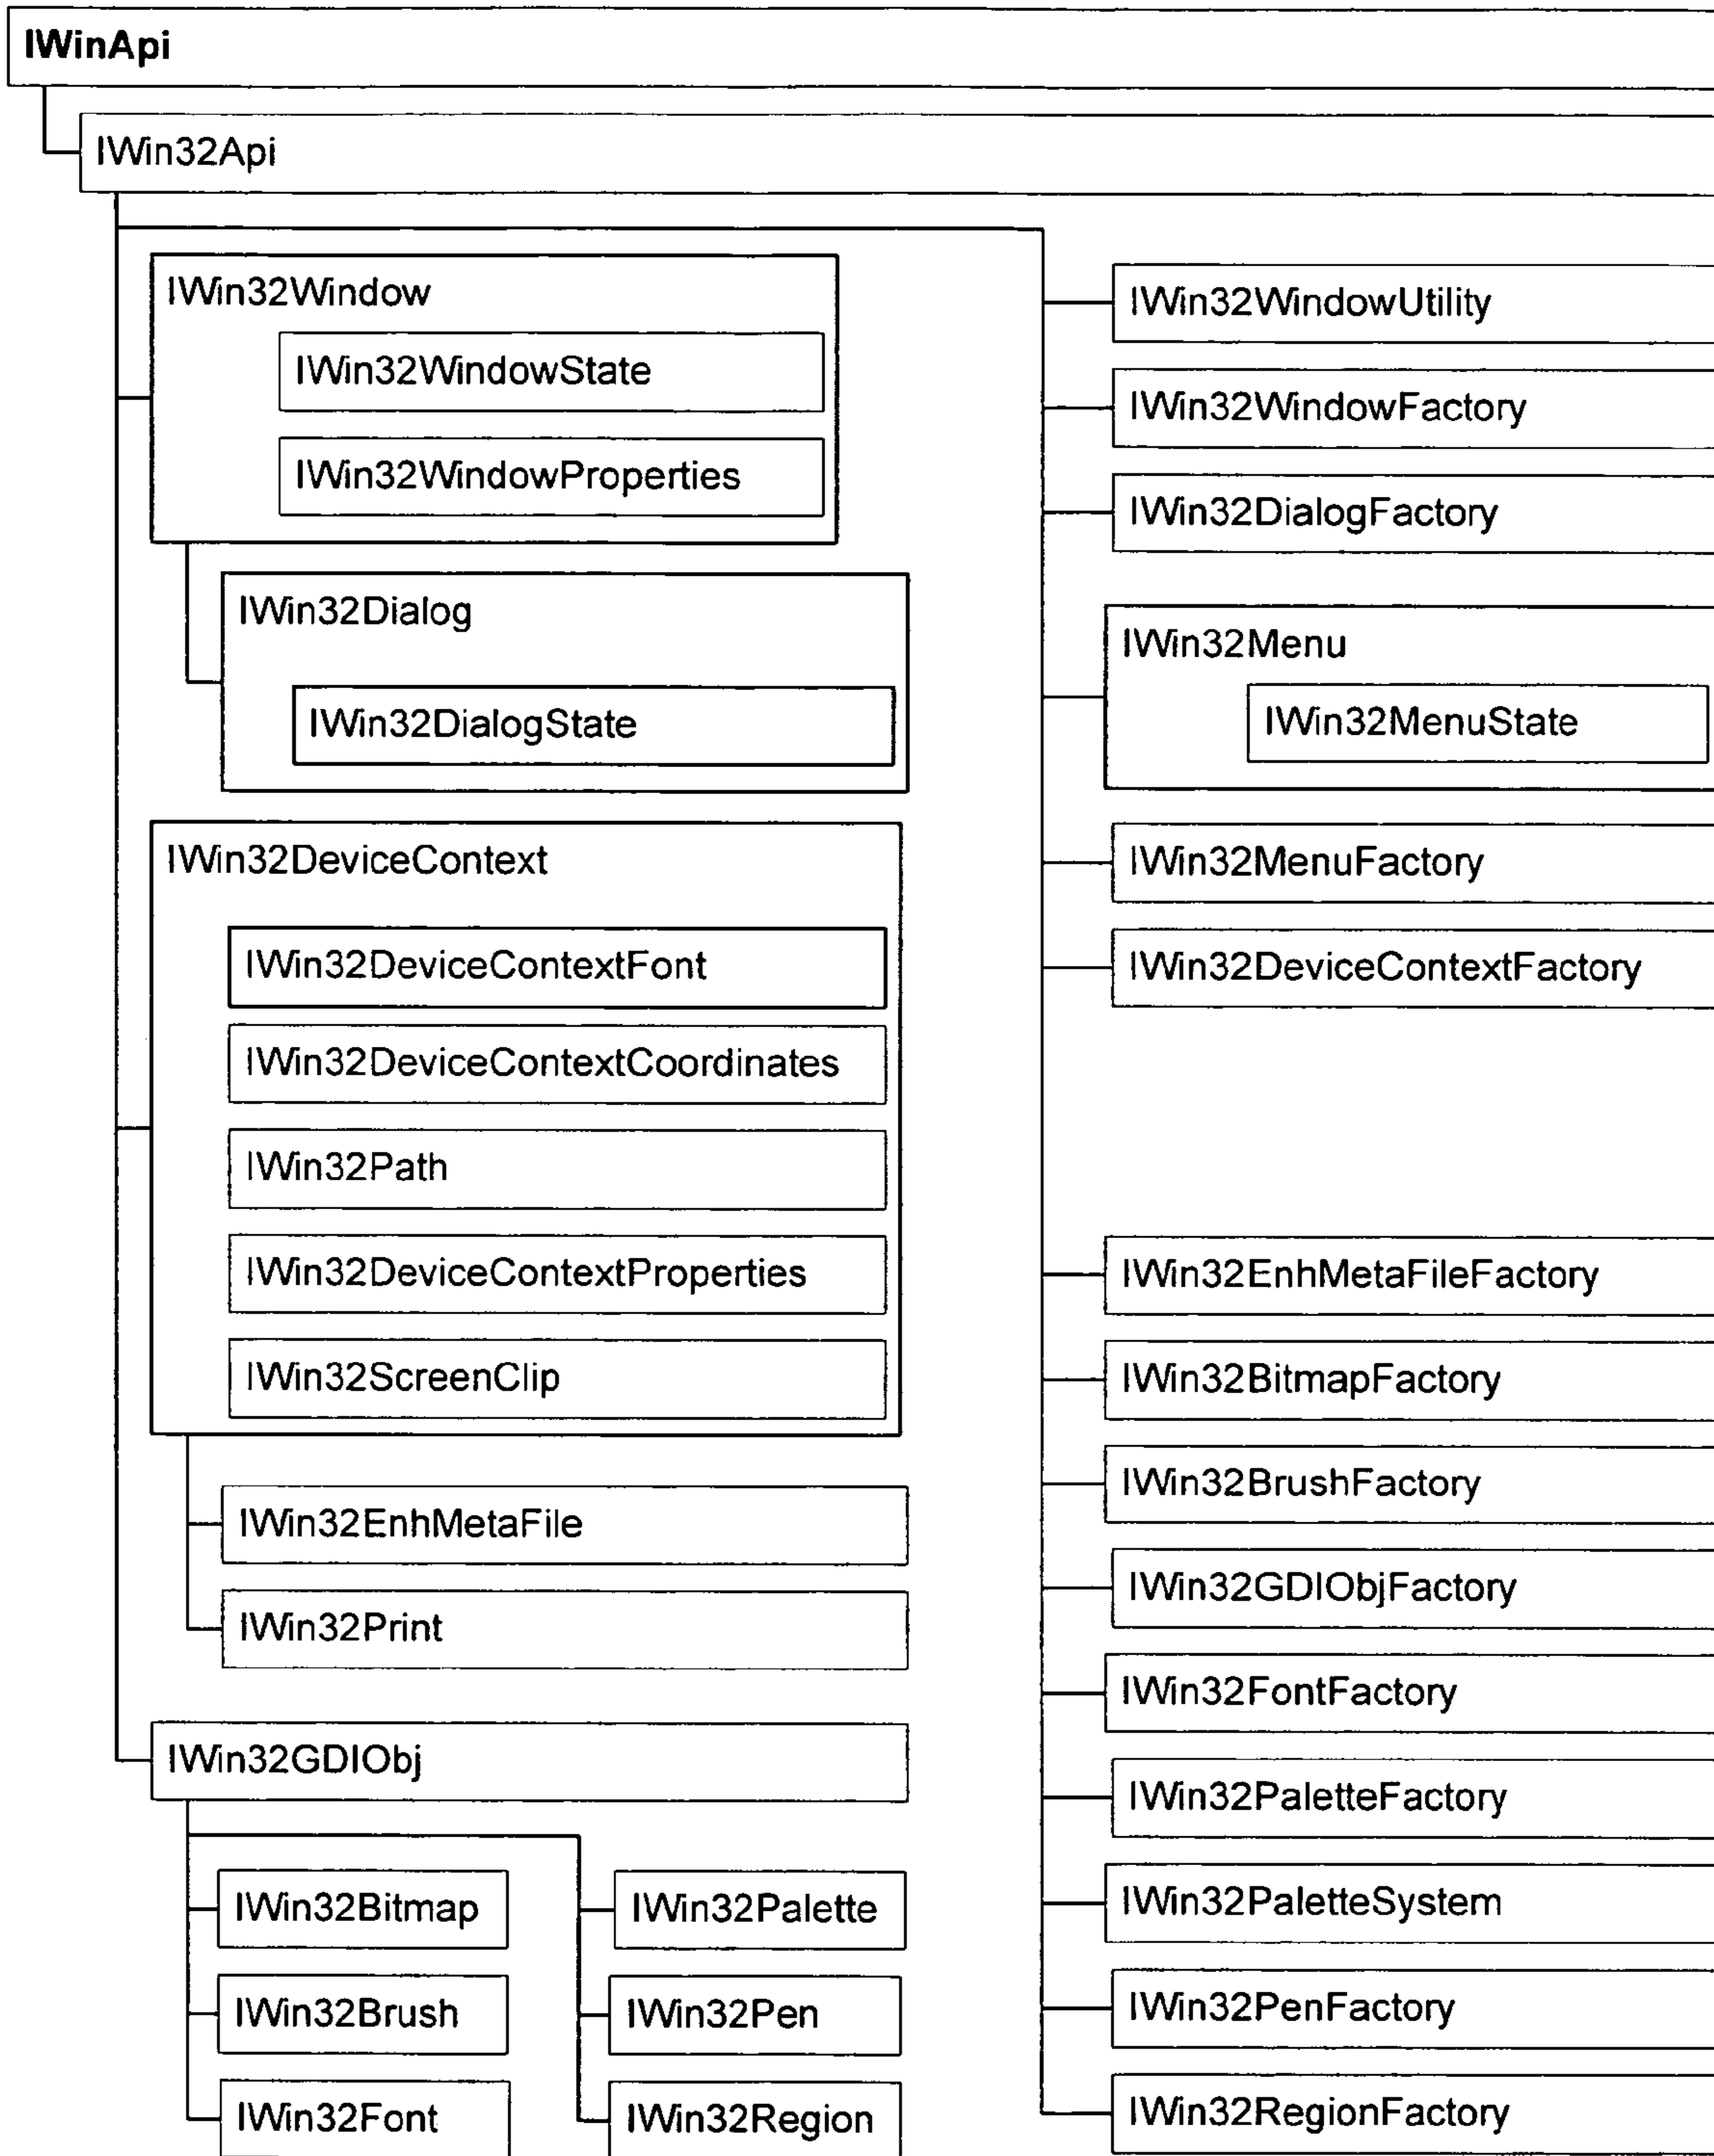 IWinApi
IWin32Api
IWin32Window
IWin32WindowState
IWin32WindowProperties
IWin32Dialog
IWin32DialogState
IWin32DeviceContext
IWin32DeviceContextFont
IWin32DeviceContextCoordinates
IWin32Path
IWin32DeviceContextProperties
IWin32ScreenClip
IWin32EnhMetaFile
IWin32Print
IWin32GDIObj
IWin32Bitmap
IWin32Brush
IWin32Font
IWin32Palette
IWin32Pen
IWin32Region
IWin32WindowUtility
IWin32WindowFactory
IWin32DialogFactory
IWin32Menu
IWin32MenuState
IWin32MenuFactory
IWin32DeviceContextFactory
IWin32EnhMetaFileFactory
IWin32BitmapFactory
IWin32BrushFactory
IWin32GDIObjFactory
IWin32FontFactory
IWin32PaletteFactory
IWin32PaletteSystem
IWin32PenFactory
IWin32RegionFactory